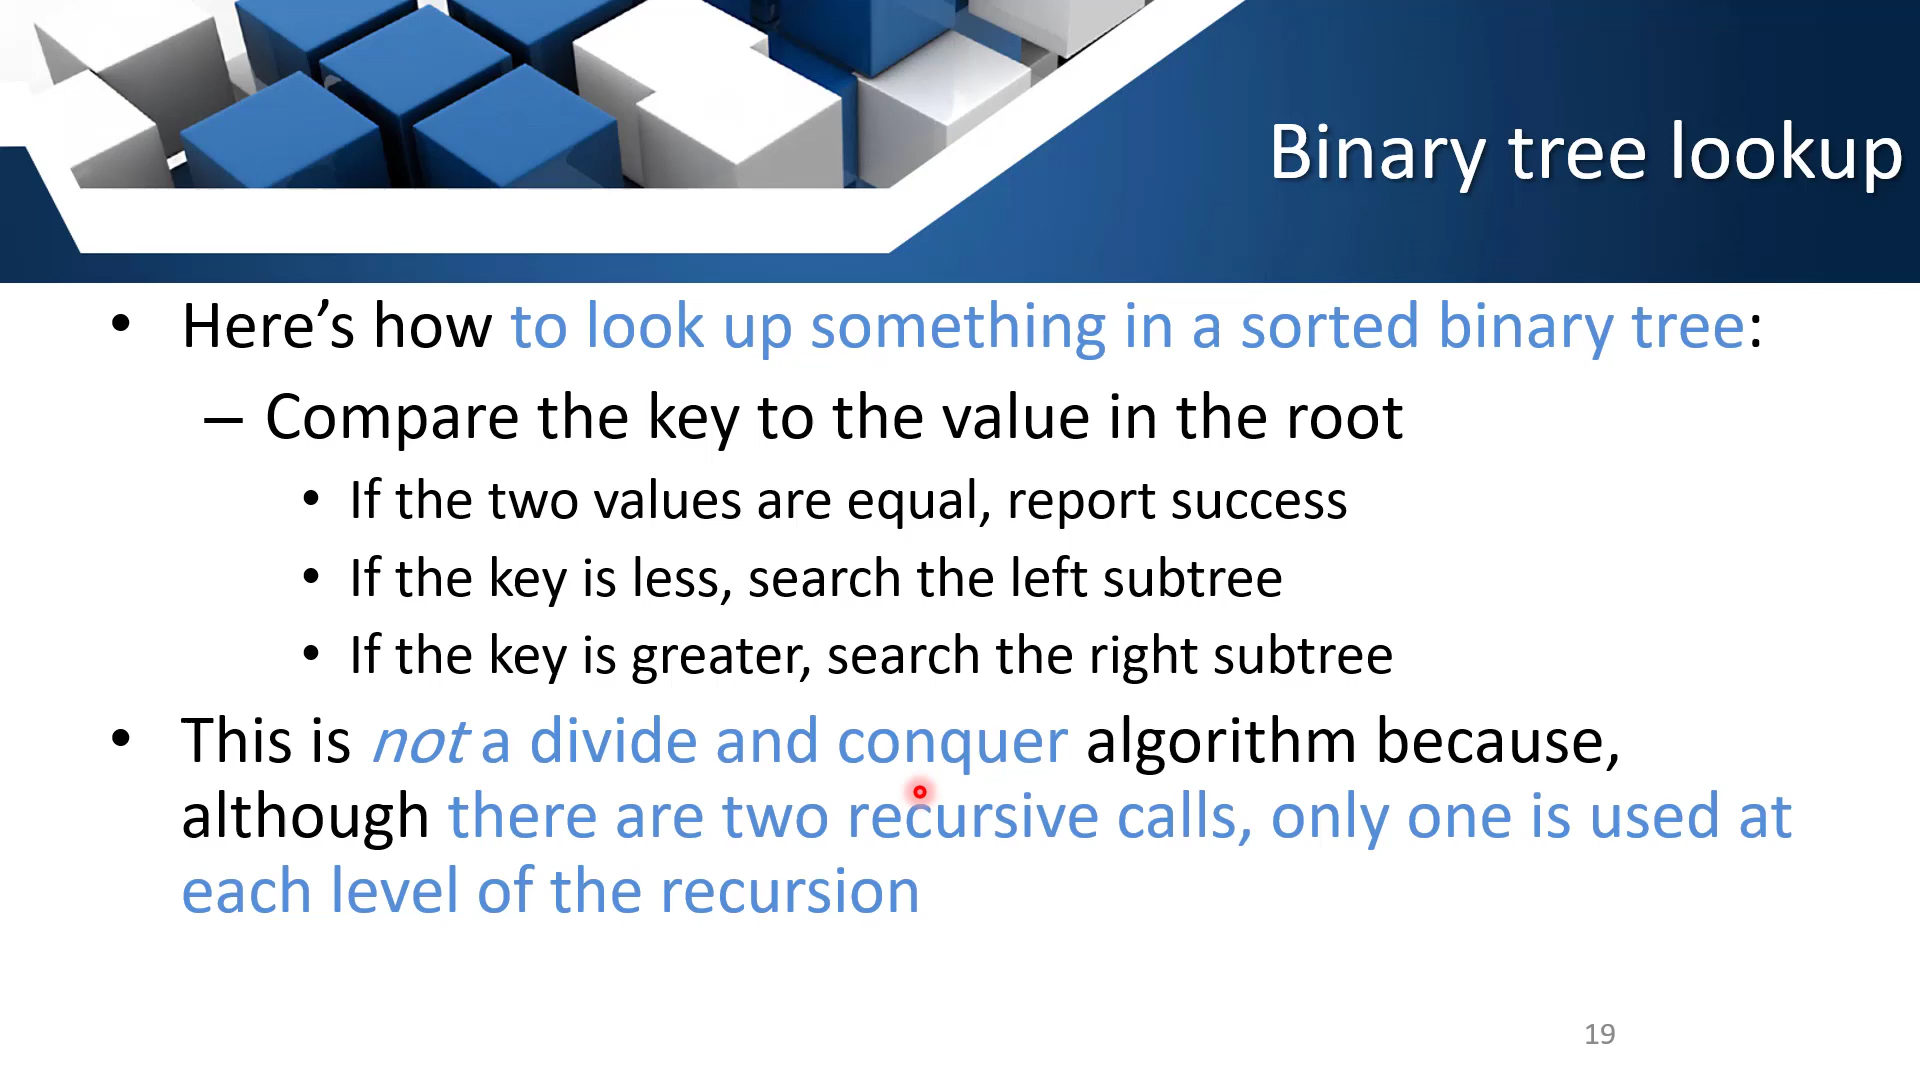 Binary tree lookup
• Here’s how to look up something in a sorted binary tree:
– Compare the key to the value in the root
• If the two values are equal, report success
• If the key is less, search the left subtree
• If the key is greater, search the right subtree
• This is not a divide and conquer algorithm because,
although there are two recursive calls, only one is used at
each level of the recursion
19